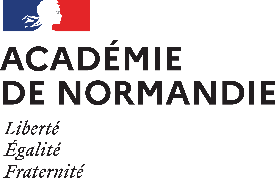 ACADÉMIE
DE NORMANDIE
Liberté
Égalité
Fraternité